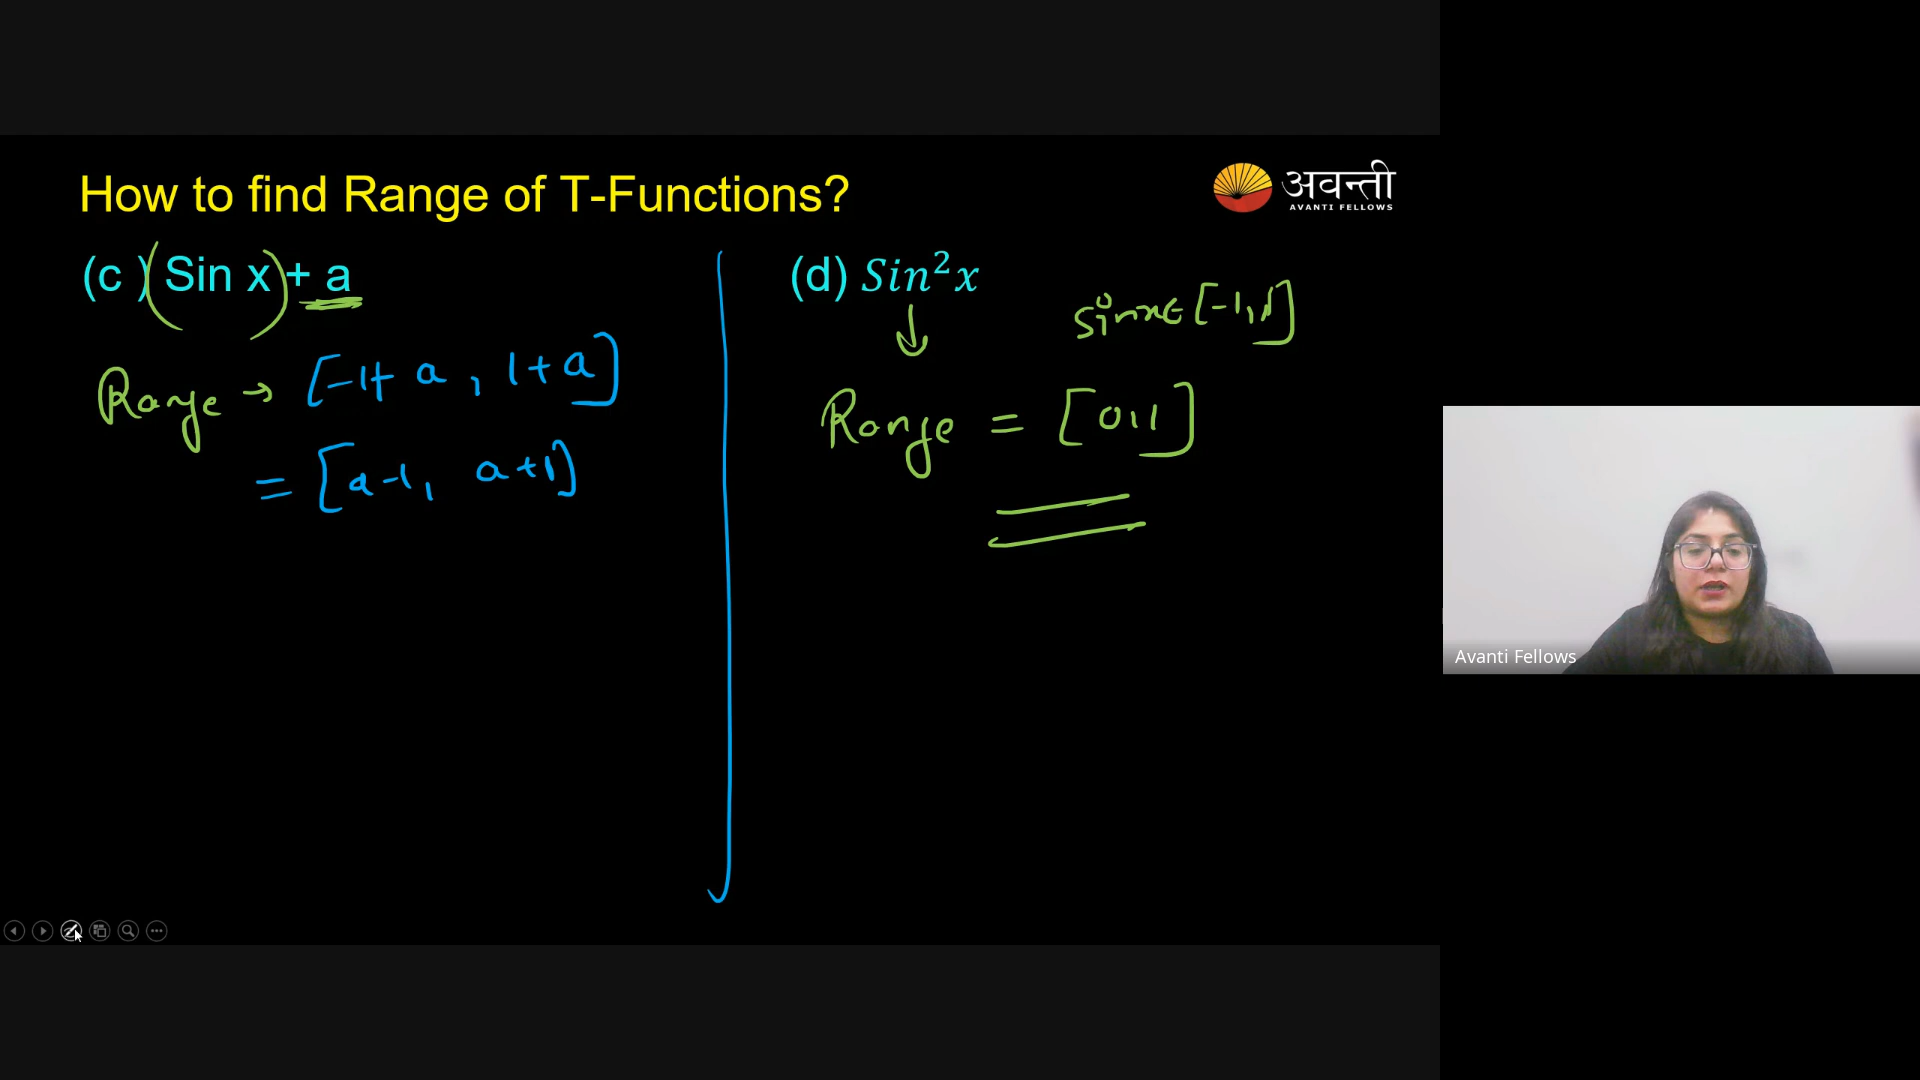 How to find Range of T-Functions?
अवन्ती
AVANTI FELLOWS
(c )(Sin x) + a
Range → [-1+ a , 1+a]
= [a-1, a+1]
(d) Sin²x
sinx∈ [-1,1]
Range = [0,1]
Avanti Fellows